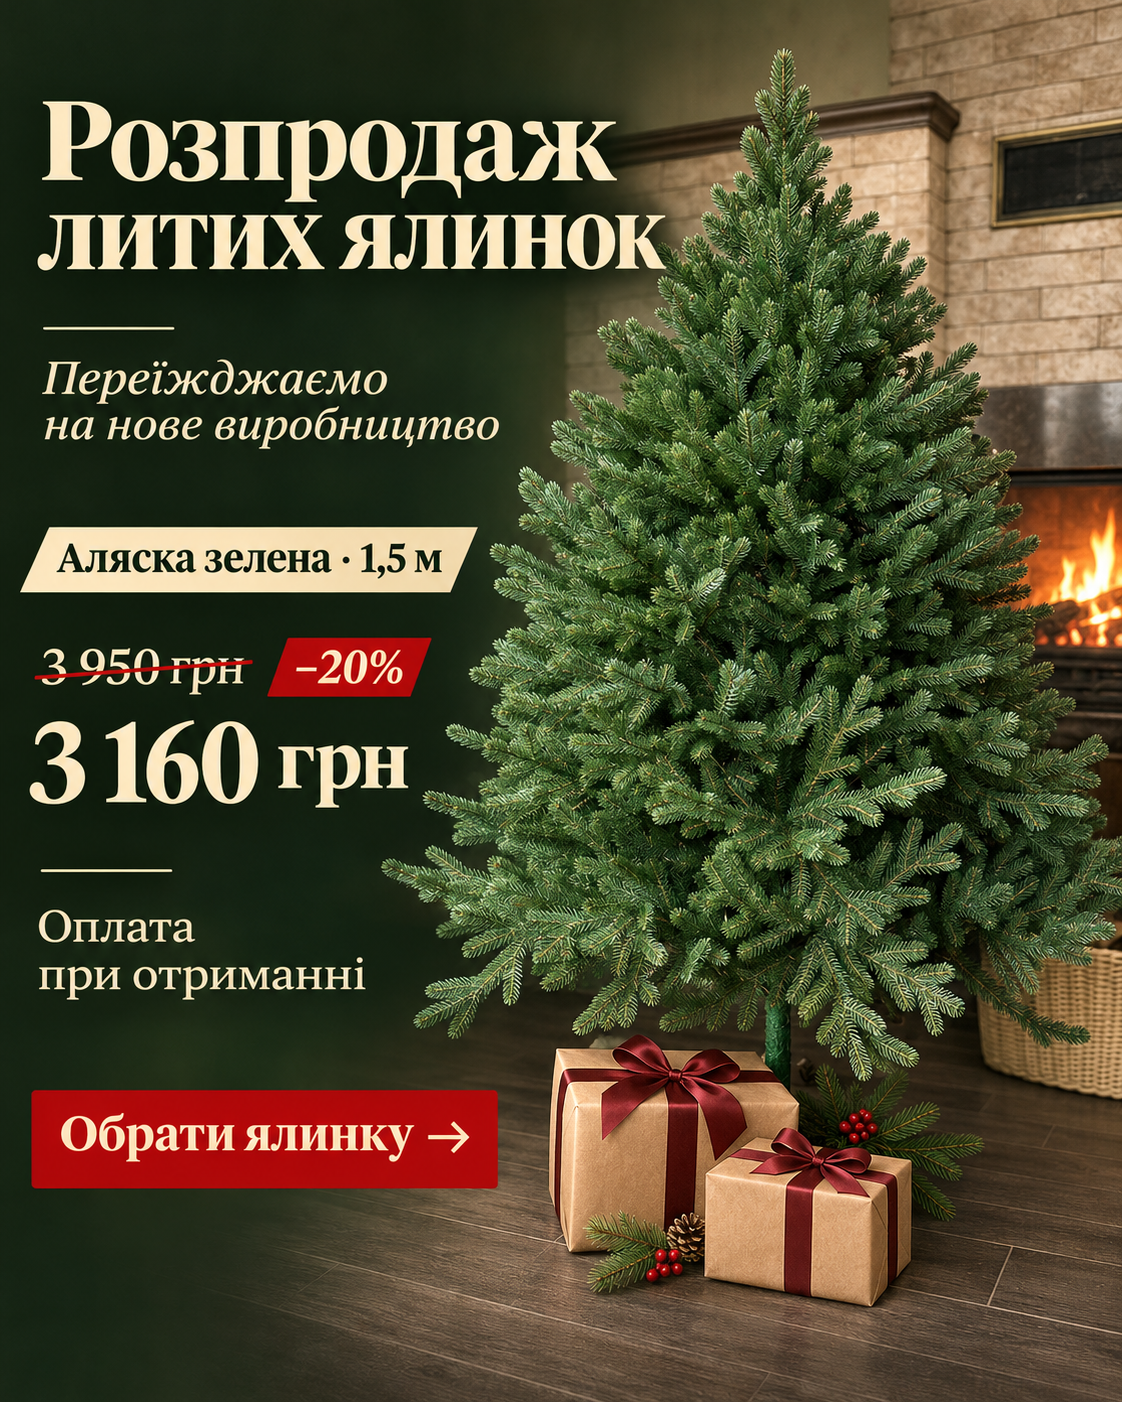 Розпродаж
литих ялинок
Переїжджаємо
на нове виробництво
Аляска зелена · 1,5 м
3 950 грн
−20%
3 160 грн
Оплата
при отриманні
Обрати ялинку →